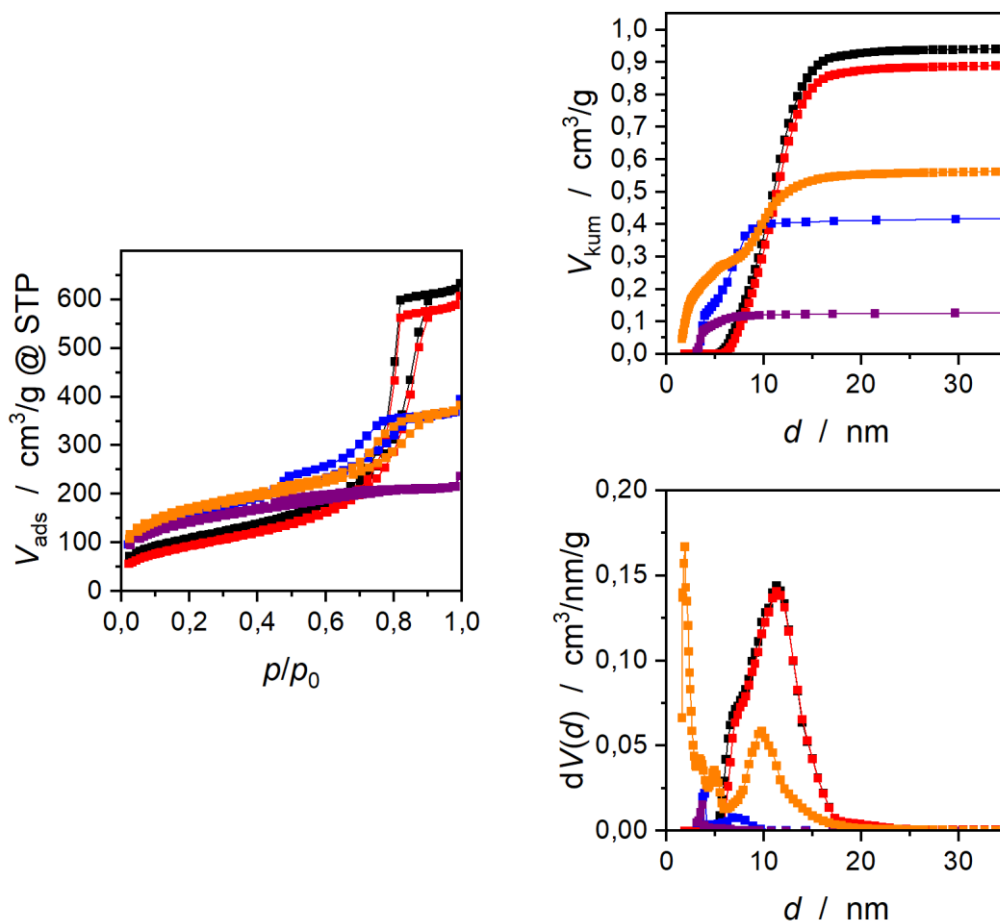 V_ads / cm³/g @ STP
600
500
400
300
200
100
0
0,0 0,2 0,4 0,6 0,8 1,0
p/p₀
V_kum / cm³/g
1,0
0,9
0,8
0,7
0,6
0,5
0,4
0,3
0,2
0,1
0,0
0 10 20 30
d / nm
dV(d) / cm³/nm/g
0,20
0,15
0,10
0,05
0,00
0 10 20 30
d / nm